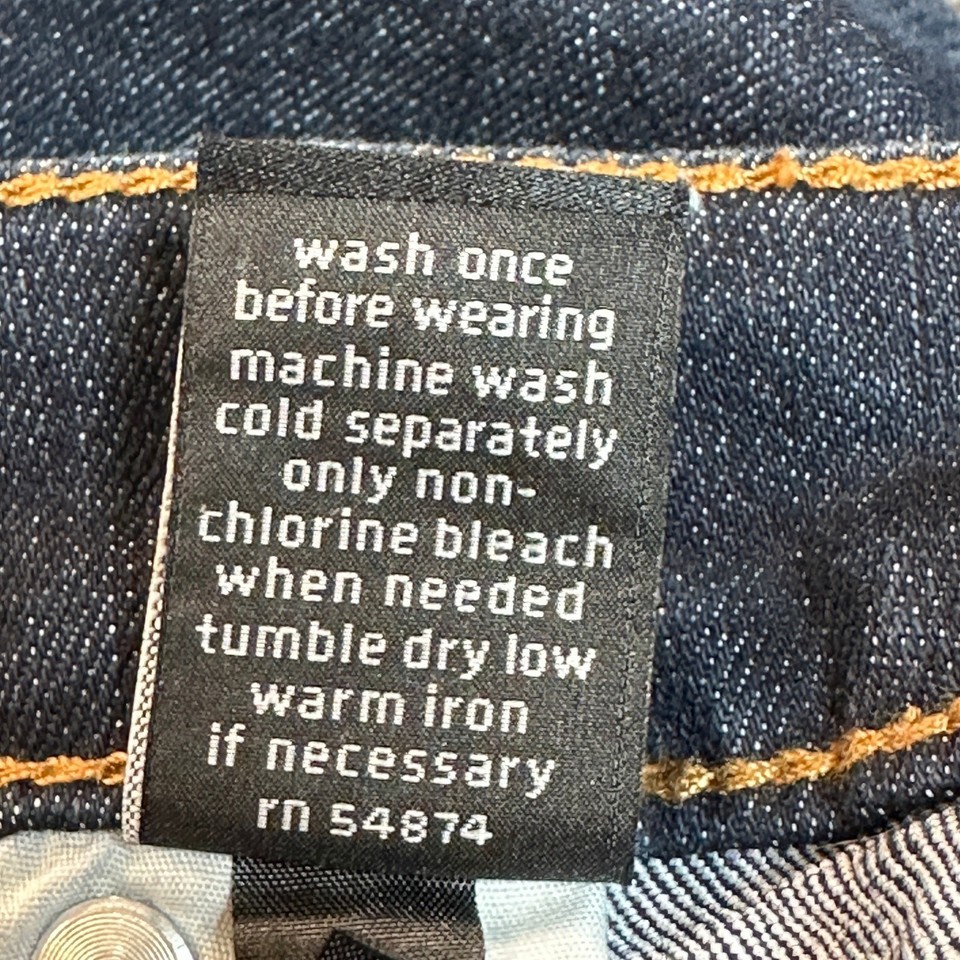 wash once
before wearing
machine wash
cold separately
only non-
chlorine bleach
when needed
tumble dry low
warm iron
if necessary
rn 54874